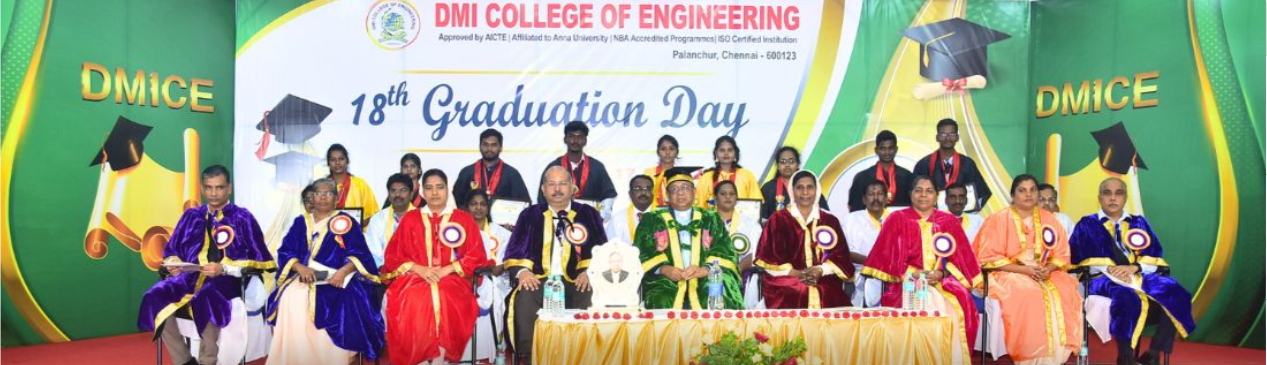 DMI COLLEGE OF ENGINEERING
Approved by AICTE | Affiliated to Anna University | NBA Accredited Programmes| ISO Certified Institution
Palanchur, Chennai - 600123
18th Graduation Day
DMICE
DMICE